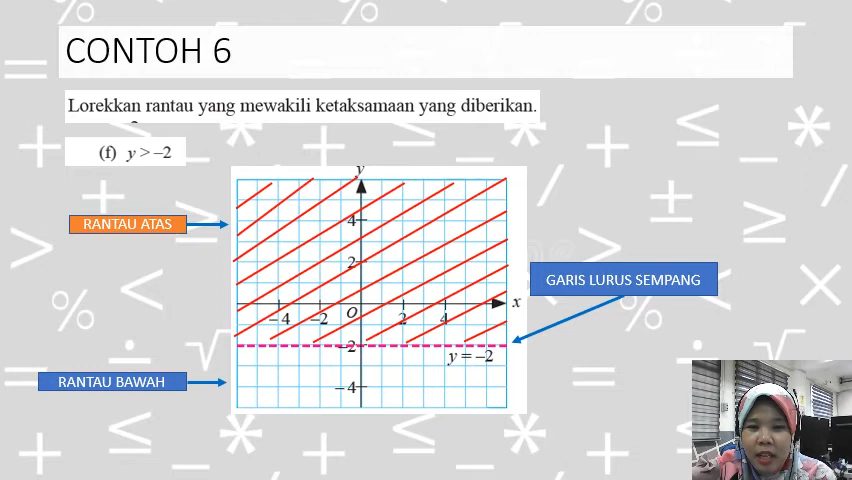 CONTOH 6
Lorekkan rantau yang mewakili ketaksamaan yang diberikan.
(f) y > –2
y
RANTAU ATAS
4
2
GARIS LURUS SEMPANG
O
x
–4 –2 2 4
–2
y = –2
RANTAU BAWAH
–4